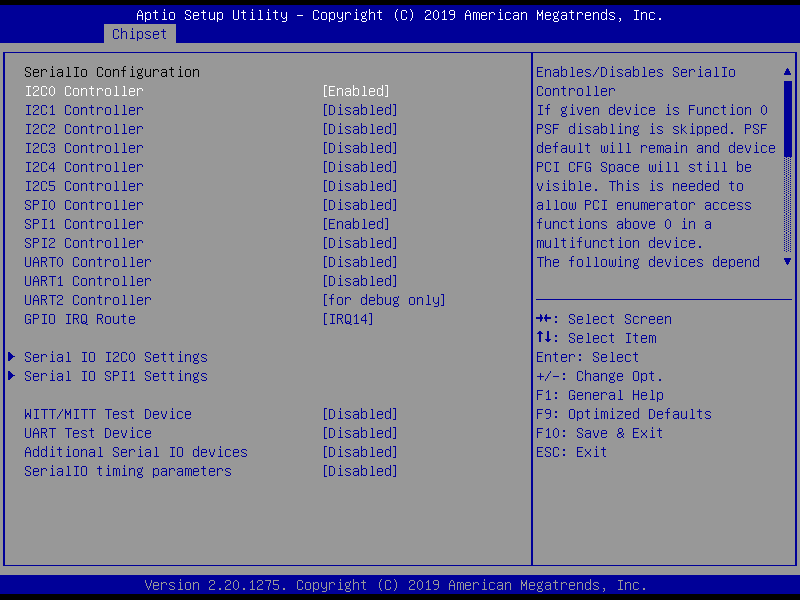 Aptio Setup Utility – Copyright (C) 2019 American Megatrends, Inc.
Chipset
SerialIo Configuration
I2C0 Controller [Enabled]
I2C1 Controller [Disabled]
I2C2 Controller [Disabled]
I2C3 Controller [Disabled]
I2C4 Controller [Disabled]
I2C5 Controller [Disabled]
SPI0 Controller [Disabled]
SPI1 Controller [Enabled]
SPI2 Controller [Disabled]
UART0 Controller [Disabled]
UART1 Controller [Disabled]
UART2 Controller [for debug only]
GPIO IRQ Route [IRQ14]
Serial IO I2C0 Settings
Serial IO SPI1 Settings
WITT/MITT Test Device [Disabled]
UART Test Device [Disabled]
Additional Serial IO devices [Disabled]
SerialIO timing parameters [Disabled]
Enables/Disables SerialIo
Controller
If given device is Function 0
PSF disabling is skipped. PSF
default will remain and device
PCI CFG Space will still be
visible. This is needed to
allow PCI enumerator access
functions above 0 in a
multifunction device.
The following devices depend
→←: Select Screen
↑↓: Select Item
Enter: Select
+/–: Change Opt.
F1: General Help
F9: Optimized Defaults
F10: Save & Exit
ESC: Exit
Version 2.20.1275. Copyright (C) 2019 American Megatrends, Inc.